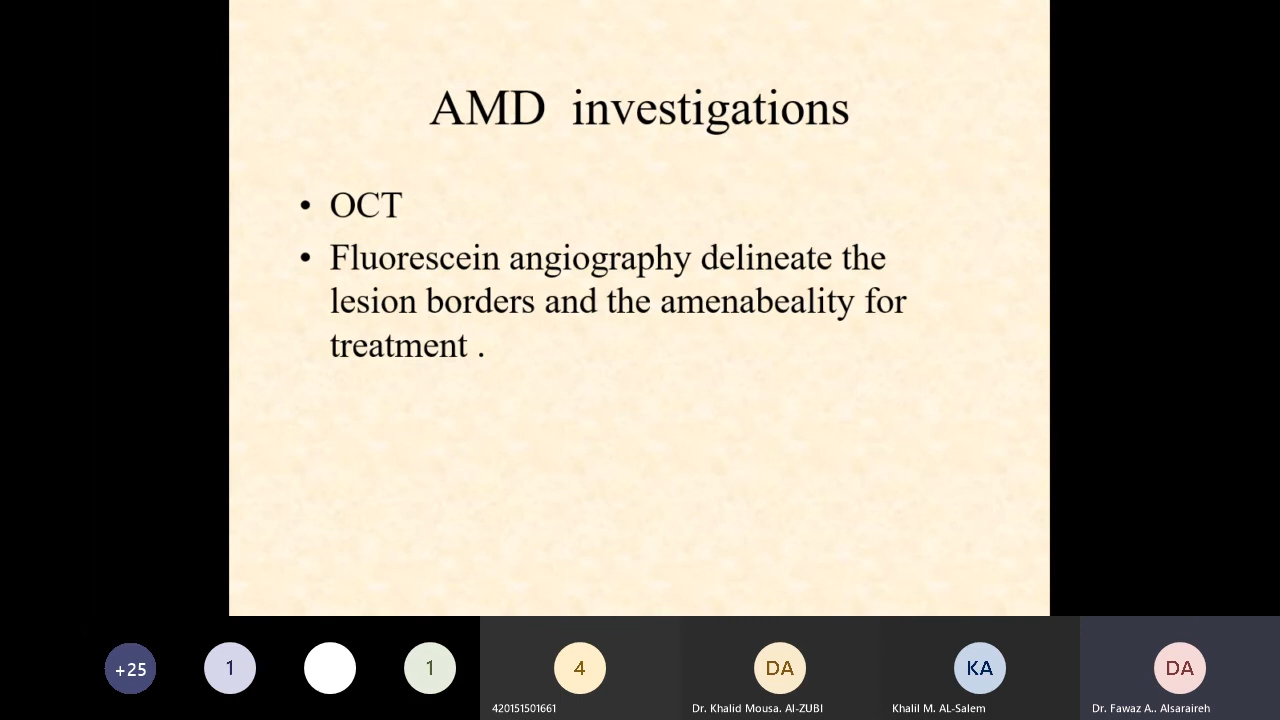 AMD investigations
• OCT
• Fluorescein angiography delineate the
lesion borders and the amenabeality for
treatment .
+25
1
1
4
DA
KA
DA
420151501661
Dr. Khalid Mousa. Al-ZUBI
Khalil M. AL-Salem
Dr. Fawaz A.. Alsaraireh